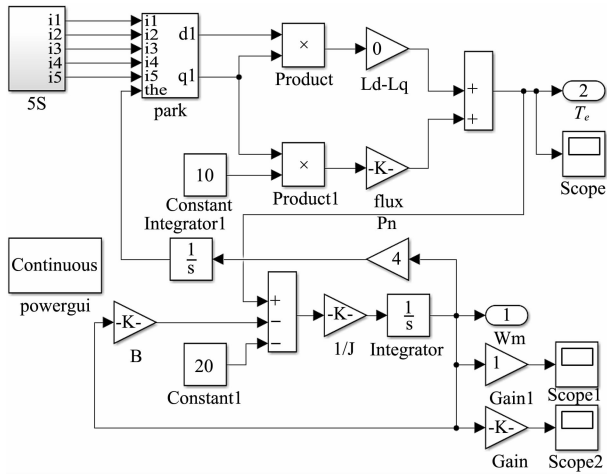 i1 i1 d1
i2 i2
i3 i3
i4 i4
i5 i5 q1
the
5S
park
×
Product
0
Ld-Lq
+
+
2
Te
Scope
10
Constant
×
Product1
-K-
flux
Pn
Integrator1
1/s
4
Continuous
powergui
-K-
B
+
−
−
20
Constant1
-K-
1/J
1/s
Integrator
1
Wm
1
Gain1
Scope1
-K-
Gain
Scope2